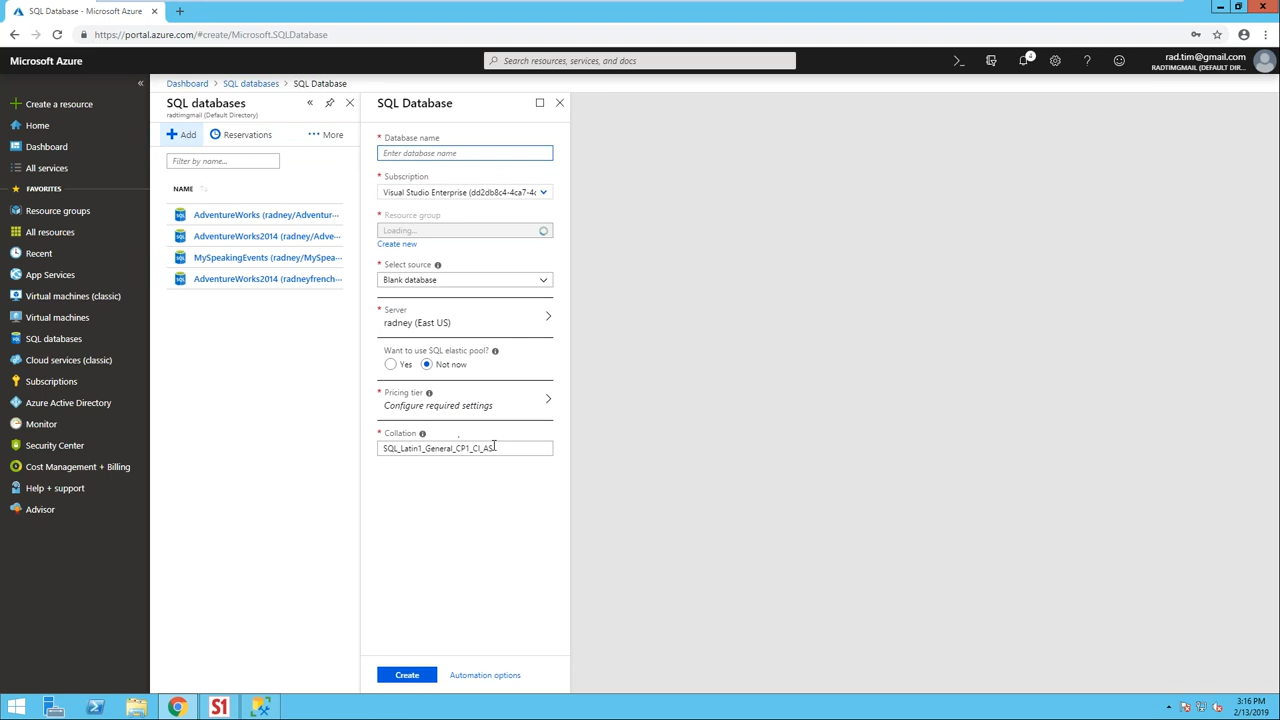 SQL Database - Microsoft Azure
https://portal.azure.com/#create/Microsoft.SQLDatabase
Microsoft Azure
Search resources, services, and docs
4
rad.tim@gmail.com
RADTIMGMAIL (DEFAULT DIR...
Create a resource
Home
Dashboard
All services
FAVORITES
Resource groups
All resources
Recent
App Services
Virtual machines (classic)
Virtual machines
SQL databases
Cloud services (classic)
Subscriptions
Azure Active Directory
Monitor
Security Center
Cost Management + Billing
Help + support
Advisor
Dashboard
SQL databases
SQL Database
SQL databases
radtimgmail (Default Directory)
Add
Reservations
More
Filter by name...
NAME
SQL AdventureWorks (radney/Adventur...
SQL AdventureWorks2014 (radney/Adve...
SQL MySpeakingEvents (radney/MySpea...
SQL AdventureWorks2014 (radneyfrench...
SQL Database
* Database name
Enter database name
* Subscription
Visual Studio Enterprise (dd2db8c4-4ca7-4c
* Resource group
Loading...
Create new
* Select source
Blank database
* Server
radney (East US)
Want to use SQL elastic pool?
Yes
Not now
* Pricing tier
Configure required settings
* Collation
SQL_Latin1_General_CP1_CI_AS
Create
Automation options
S1
3:16 PM
2/13/2019